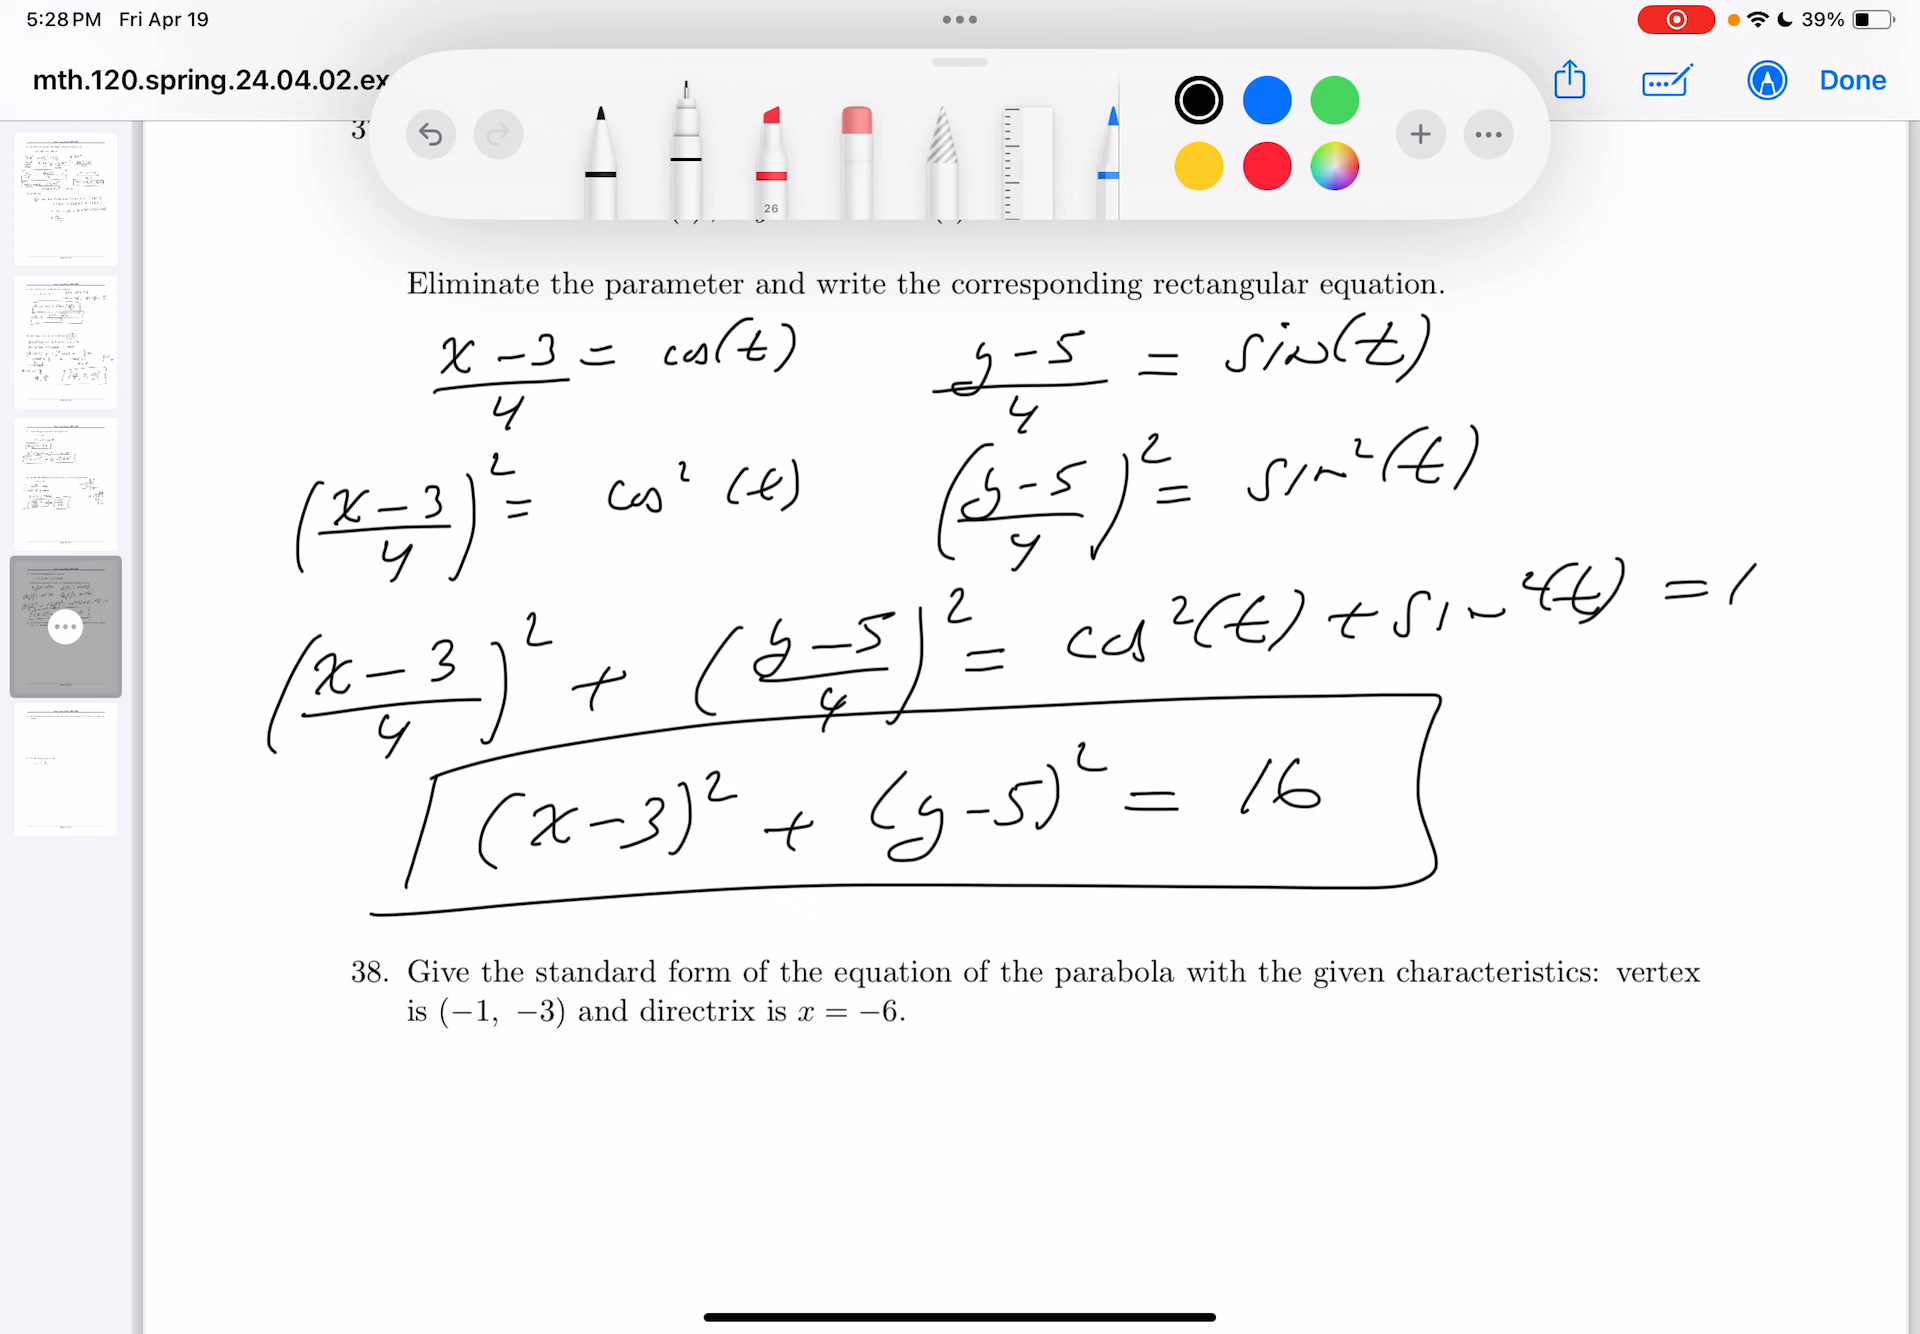 5:28 PM Fri Apr 19
39%
mth.120.spring.24.04.02.ex
Done
26
3
Eliminate the parameter and write the corresponding rectangular equation.
(x-3)/4 = cos(t) (y-5)/4 = sin(t)
((x-3)/4)² = cos²(t) ((y-5)/4)² = sin²(t)
((x-3)/4)² + ((y-5)/4)² = cos²(t) + sin²(t) = 1
(x-3)² + (y-5)² = 16
38. Give the standard form of the equation of the parabola with the given characteristics: vertex
is (−1, −3) and directrix is x = −6.